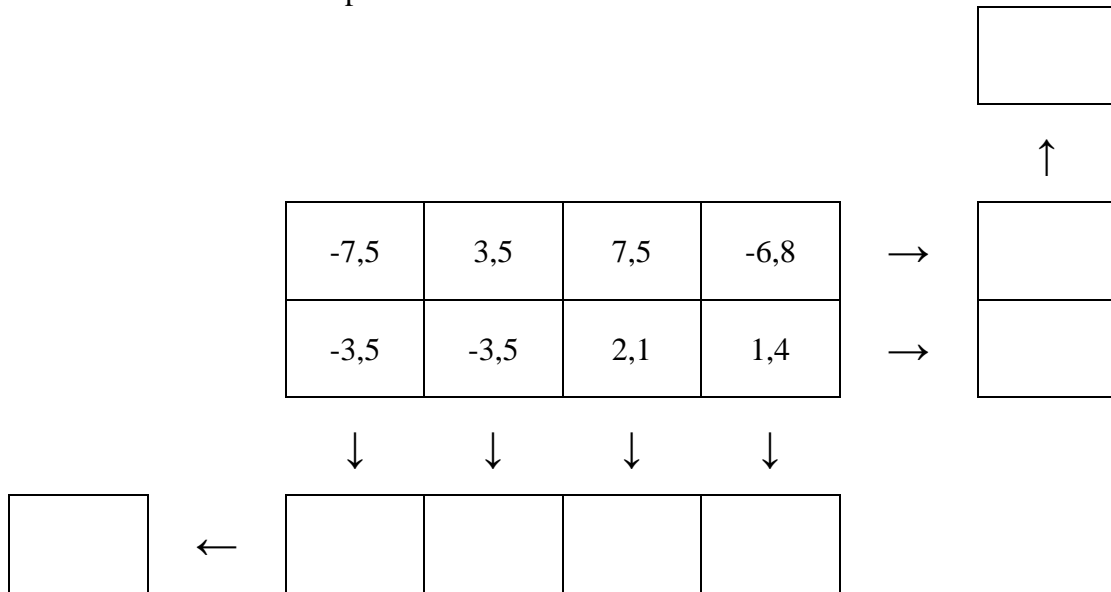 ↑
-7,5 3,5 7,5 -6,8 →
-3,5 -3,5 2,1 1,4 →
↓ ↓ ↓ ↓
←